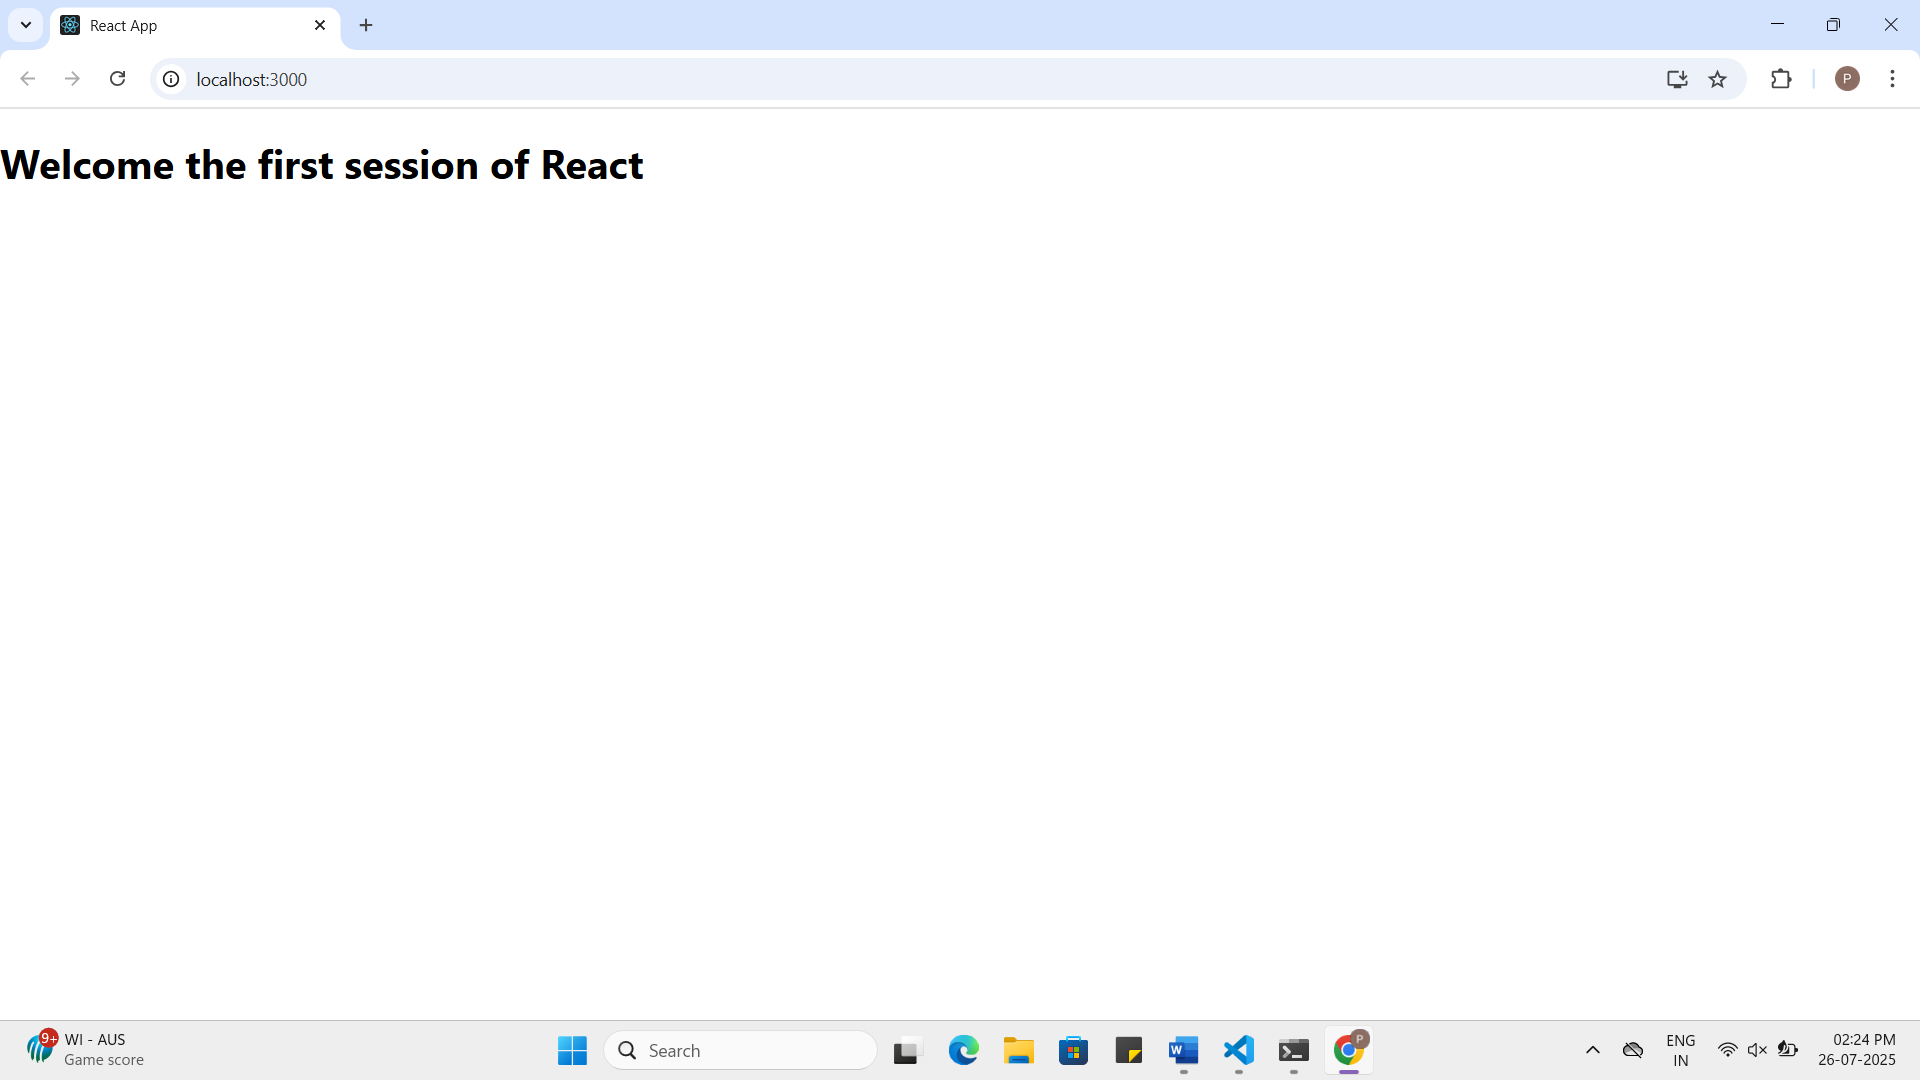 React App
localhost:3000
P
Welcome the first session of React
9+
WI - AUS
Game score
Search
W
P
ENG
IN
02:24 PM
26-07-2025